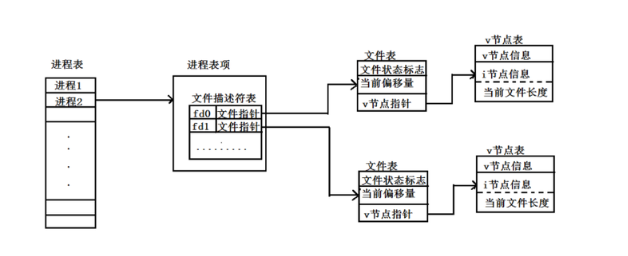 进程表
进程1
进程2
进程表项
文件描述符表
fd0 文件指针
fd1 文件指针
文件表
文件状态标志
当前偏移量
v节点指针
v节点表
v节点信息
i节点信息
当前文件长度
文件表
文件状态标志
当前偏移量
v节点指针
v节点表
v节点信息
i节点信息
当前文件长度